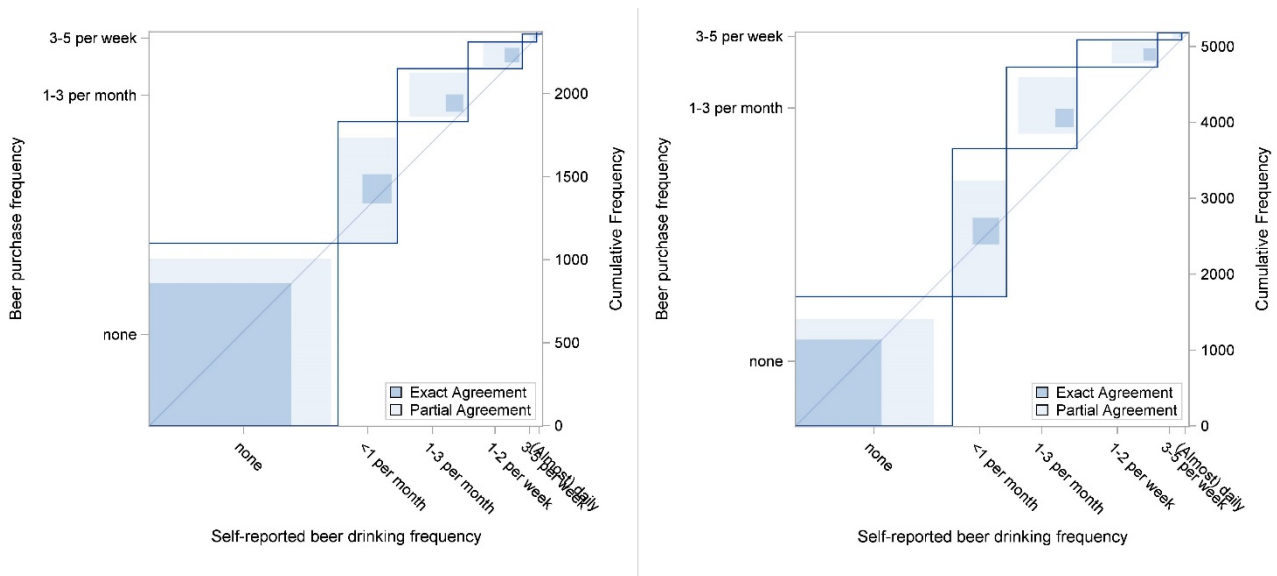 3-5 per week
1-3 per month
none
Beer purchase frequency
2000
1500
1000
500
0
Cumulative Frequency
Exact Agreement
Partial Agreement
none
<1 per month
1-3 per month
1-2 per week
3-5 per week
(Almost) daily
Self-reported beer drinking frequency
3-5 per week
1-3 per month
none
Beer purchase frequency
5000
4000
3000
2000
1000
0
Cumulative Frequency
Exact Agreement
Partial Agreement
none
<1 per month
1-3 per month
1-2 per week
3-5 per week
(Almost) daily
Self-reported beer drinking frequency